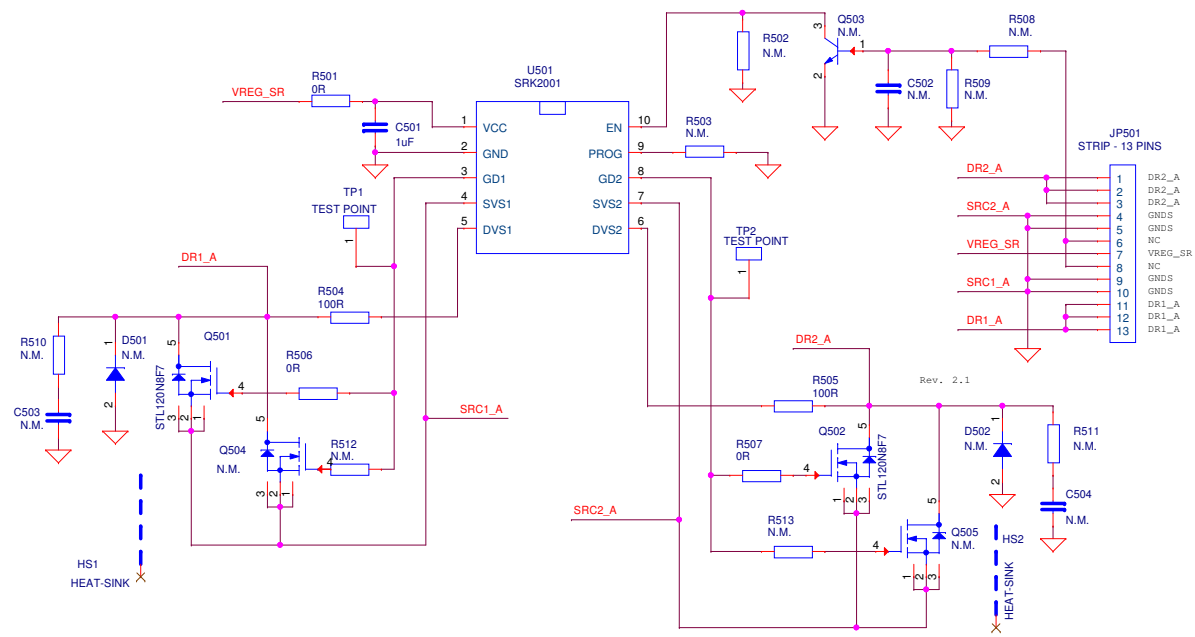 Q503
N.M.
3
1
2
R502
N.M.
R508
N.M.
C502
N.M.
R509
N.M.
U501
SRK2001
R501
0R
VREG_SR
C501
1uF
1 VCC
2 GND
3 GD1
4 SVS1
5 DVS1
EN 10
PROG 9
GD2 8
SVS2 7
DVS2 6
R503
N.M.
JP501
STRIP - 13 PINS
DR2_A
SRC2_A
VREG_SR
SRC1_A
DR1_A
1 DR2_A
2 DR2_A
3 DR2_A
4 GNDS
5 GNDS
6 NC
7 VREG_SR
8 NC
9 GNDS
10 GNDS
11 DR1_A
12 DR1_A
13 DR1_A
TP1
TEST POINT
1
TP2
TEST POINT
1
DR1_A
R504
100R
R510
N.M.
C503
N.M.
D501
N.M.
1
2
Q501
STL120N8F7
5
4
3 2 1
R506
0R
SRC1_A
Q504
N.M.
5
4
3 2 1
R512
N.M.
HS1
HEAT-SINK
DR2_A
Rev. 2.1
R505
100R
R507
0R
Q502
STL120N8F7
5
4
1 2 3
D502
N.M.
1
2
R511
N.M.
C504
N.M.
SRC2_A
R513
N.M.
Q505
N.M.
5
4
1 2 3
HS2
HEAT-SINK